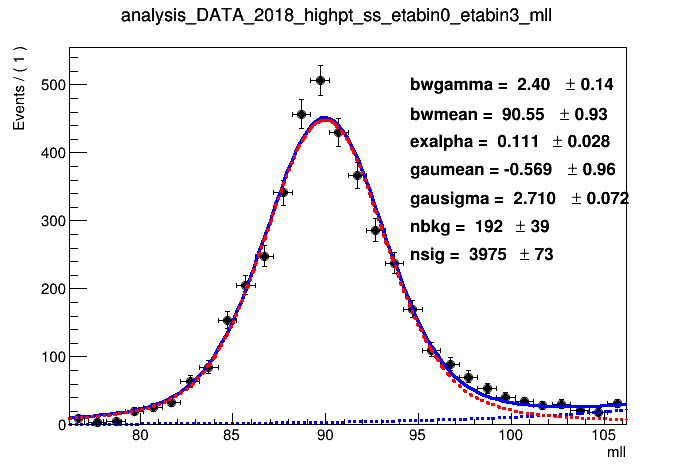 analysis_DATA_2018_highpt_ss_etabin0_etabin3_mll
Events / ( 1 )
500
400
300
200
100
0
bwgamma = 2.40 ± 0.14
bwmean = 90.55 ± 0.93
exalpha = 0.111 ± 0.028
gaumean = -0.569 ± 0.96
gausigma = 2.710 ± 0.072
nbkg = 192 ± 39
nsig = 3975 ± 73
80 85 90 95 100 105
mll